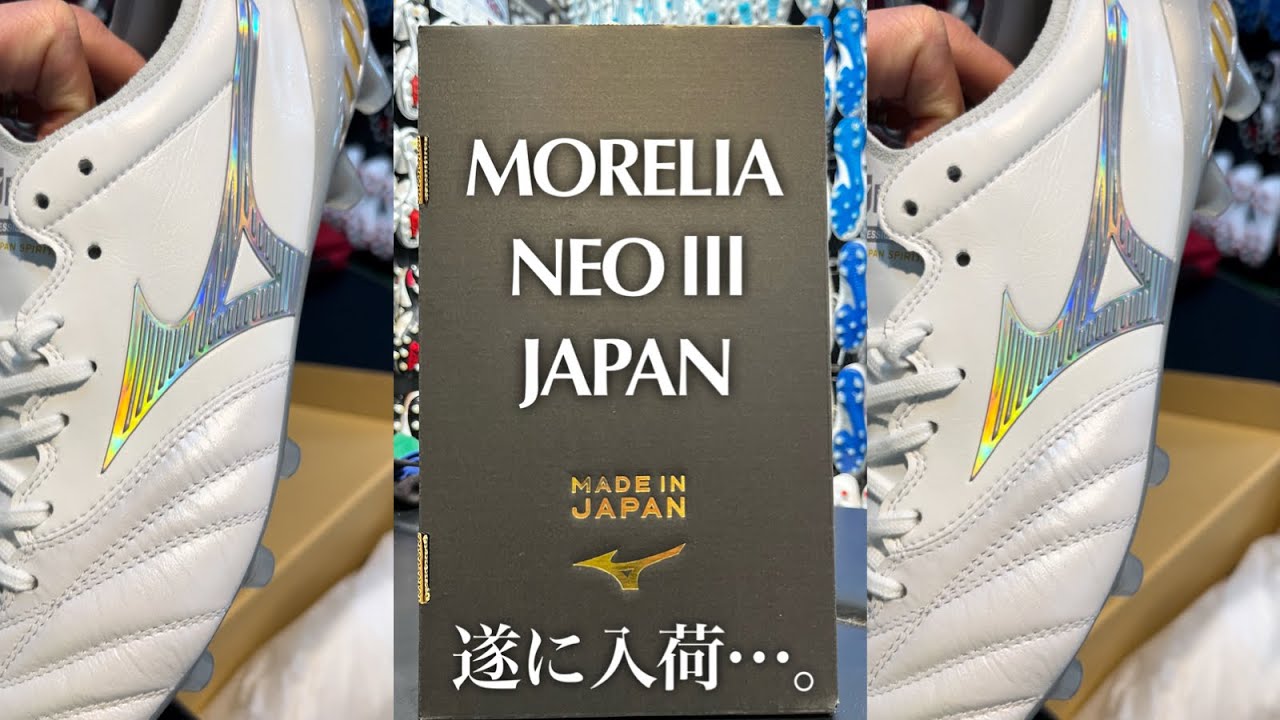 MORELIA
NEO III
JAPAN
MADE IN
JAPAN
遂に入荷…。